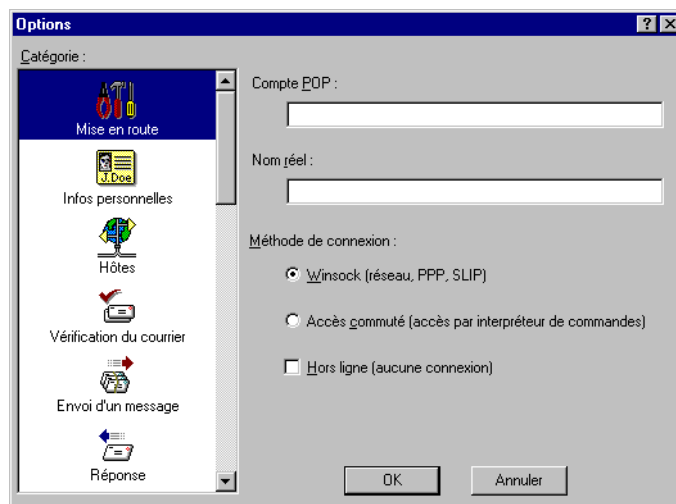 Options
Catégorie :
Mise en route
J.Doe
Infos personnelles
Hôtes
Vérification du courrier
Envoi d'un message
Réponse
Compte POP :
Nom réel :
Méthode de connexion :
Winsock (réseau, PPP, SLIP)
Accès commuté (accès par interpréteur de commandes)
Hors ligne (aucune connexion)
OK
Annuler